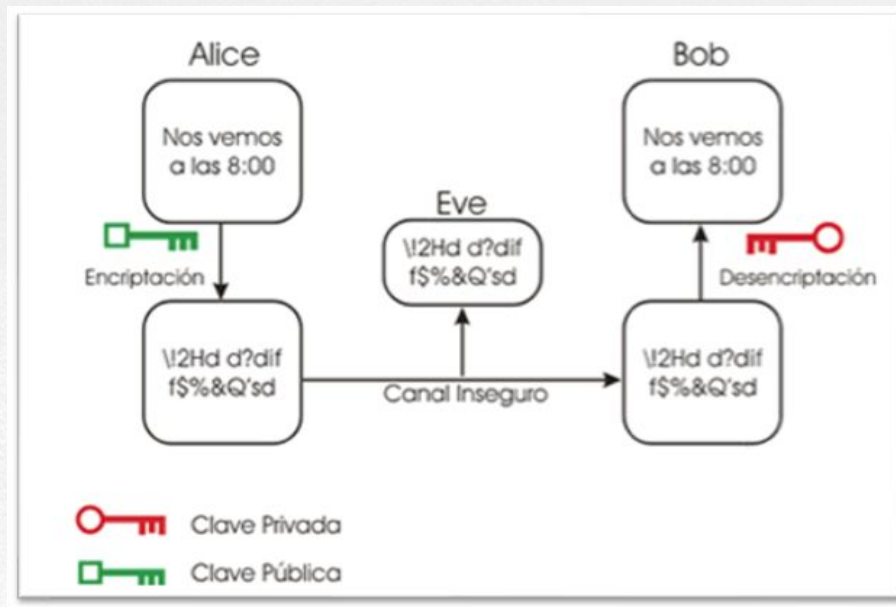 Alice
Nos vemos
a las 8:00
Encriptación
\!2Hd d?dif
f$%&Q'sd
Eve
\!2Hd d?dif
f$%&Q'sd
Canal Inseguro
Bob
Nos vemos
a las 8:00
Desencriptación
\!2Hd d?dif
f$%&Q'sd
Clave Privada
Clave Pública